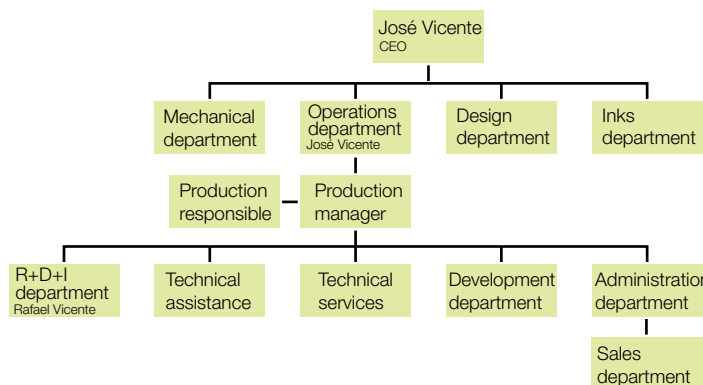 José Vicente
CEO
Mechanical
department
Operations
department
José Vicente
Design
department
Inks
department
Production
responsible
Production
manager
R+D+I
department
Rafael Vicente
Technical
assistance
Technical
services
Development
department
Administration
department
Sales
department